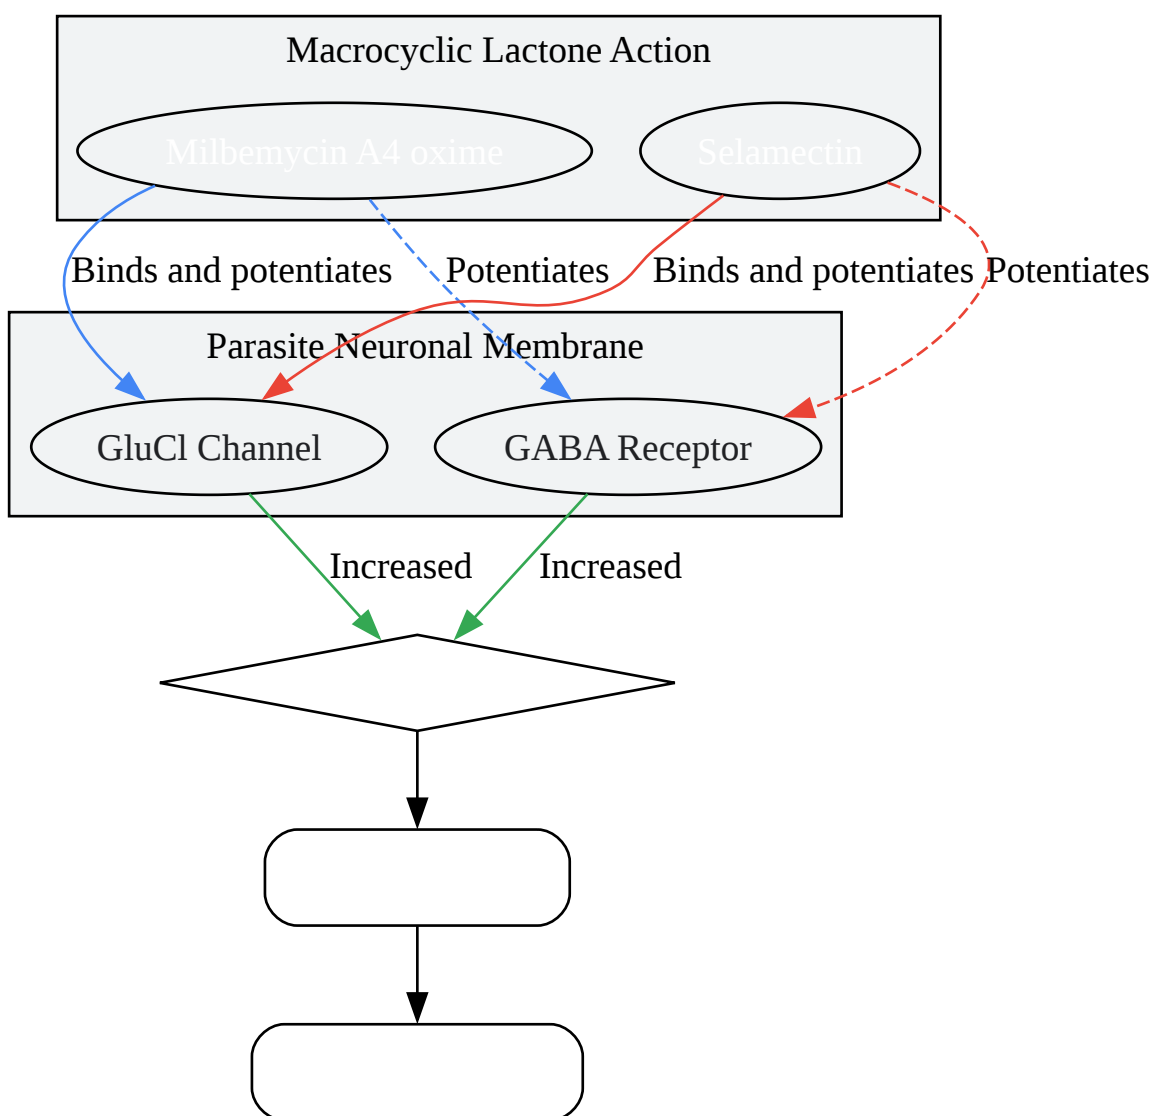 Macrocyclic Lactone Action
Milbemycin A4 oxime
Selamectin
Binds and potentiates
Potentiates
Binds and potentiates
Potentiates
Parasite Neuronal Membrane
GluCl Channel
GABA Receptor
Increased
Increased